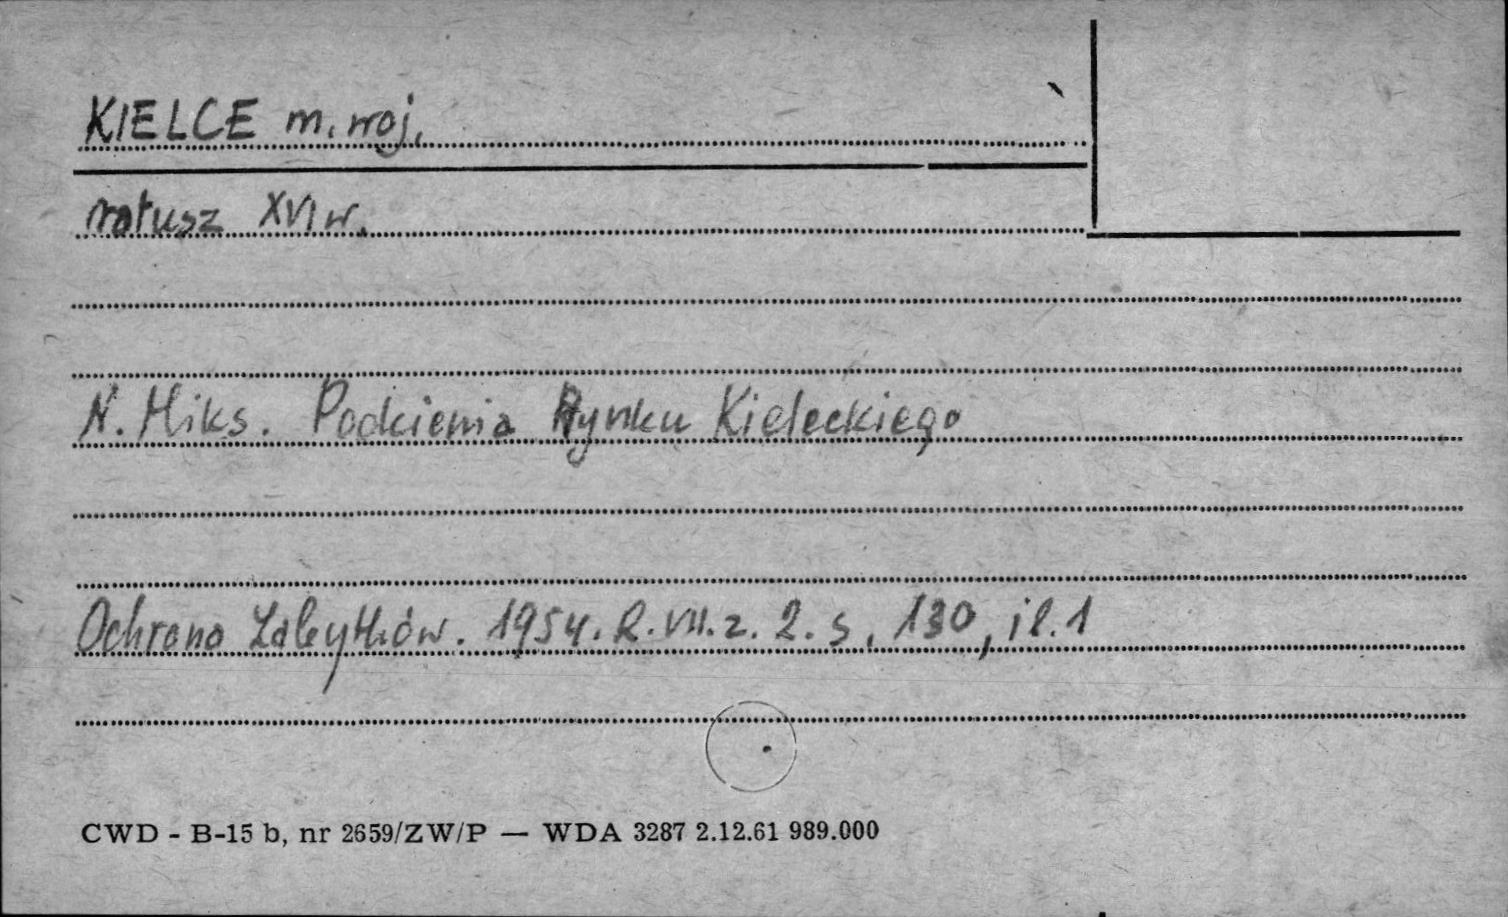 KIELCE m. woj.
ratusz XVI w.
N. Miks. Podcienia Rynku Kieleckiego
Ochrona Zabytków. 1954. R. VII. z. 2. s. 130, il. 1
CWD - B-15 b, nr 2659/ZW/P — WDA 3287 2.12.61 989.000